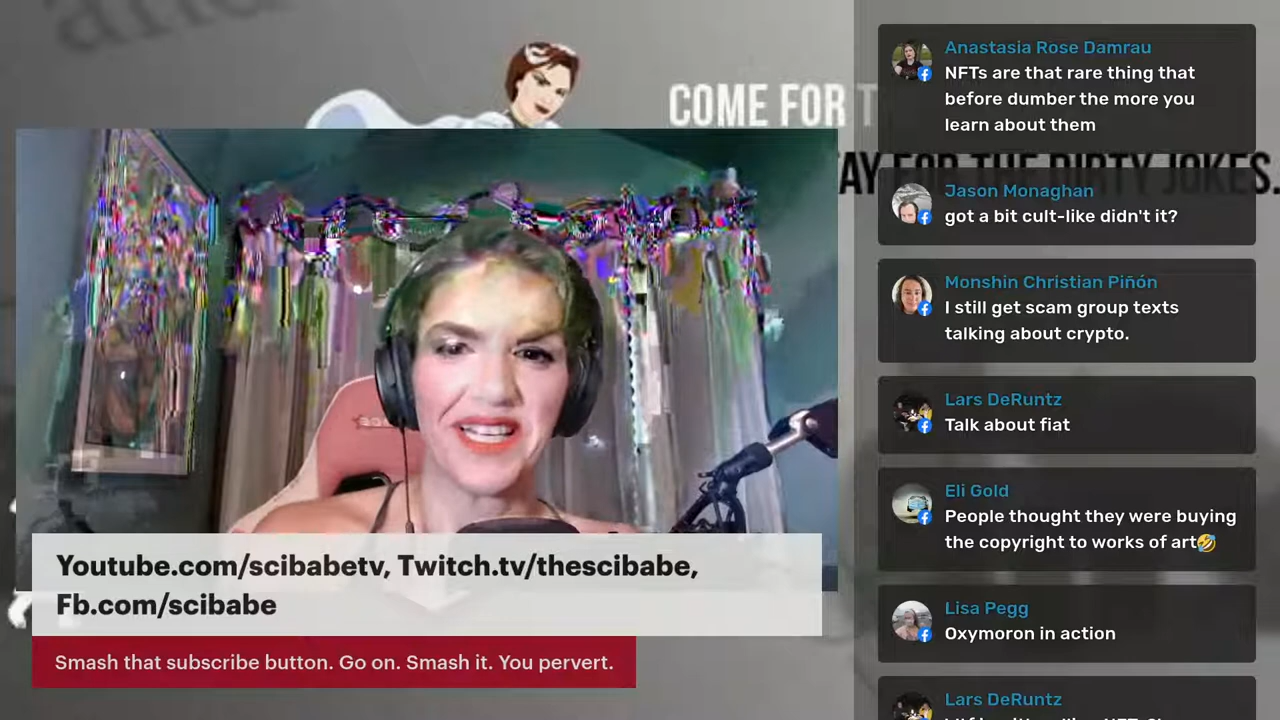 and
COME FOR T
AY FOR THE DIRTY JOKES.
Youtube.com/scibabetv, Twitch.tv/thescibabe,
Fb.com/scibabe
Smash that subscribe button. Go on. Smash it. You pervert.
Anastasia Rose Damrau
NFTs are that rare thing that
before dumber the more you
learn about them
Jason Monaghan
got a bit cult-like didn't it?
Monshin Christian Piñón
I still get scam group texts
talking about crypto.
Lars DeRuntz
Talk about fiat
Eli Gold
People thought they were buying
the copyright to works of art🤣
Lisa Pegg
Oxymoron in action
Lars DeRuntz